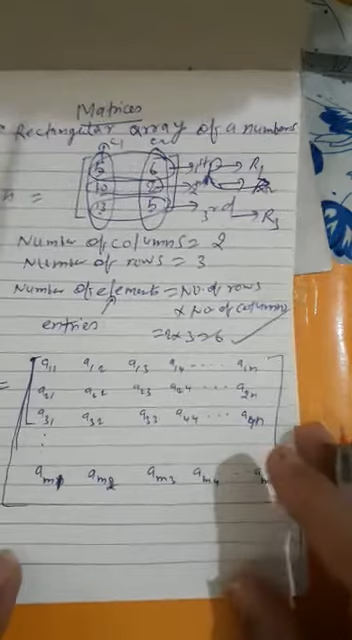 Matrices
Rectangular array of a numbers
C1 C2
6 1st R → R1
10 2 2nd
13 5 → 3rd → R3
n =
Number of columns = 2
Number of rows = 3
Number of elements = No. of rows
× No of columns
entries
= 2 x 3 = 6
= a11 a12 a13 a14 .... a1n
a21 a22 a23 a24 .... a2n
a31 a32 a33 a44 ...
am1 am2 am3 am4 ... am